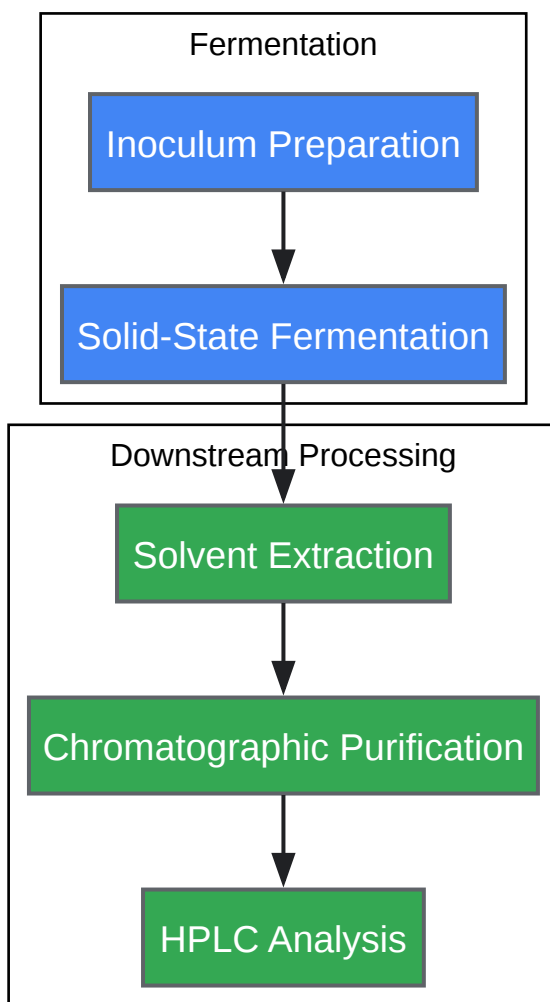 Fermentation
Inoculum Preparation
Solid-State Fermentation
Downstream Processing
Solvent Extraction
Chromatographic Purification
HPLC Analysis